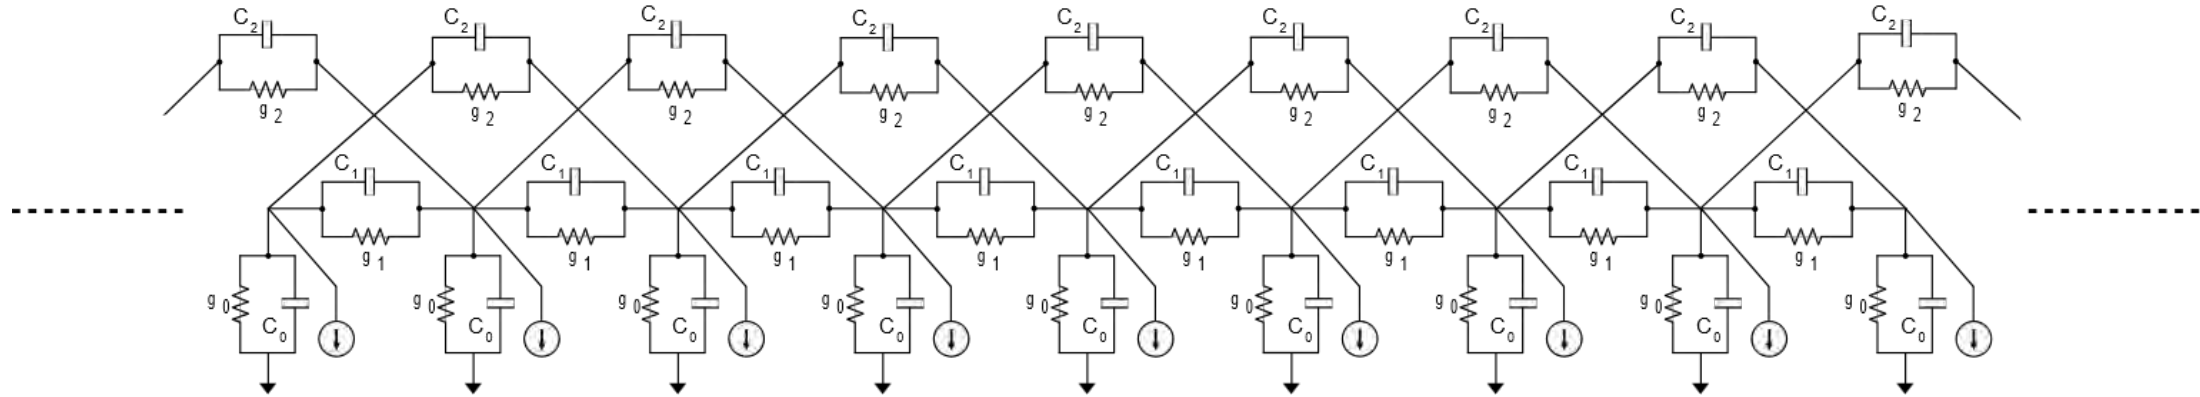 C2 C2 C2 C2 C2 C2 C2 C2 C2
g2 g2 g2 g2 g2 g2 g2 g2 g2
C1 C1 C1 C1 C1 C1 C1 C1
g1 g1 g1 g1 g1 g1 g1 g1
g0 g0 g0 g0 g0 g0 g0 g0 g0
C0 C0 C0 C0 C0 C0 C0 C0 C0